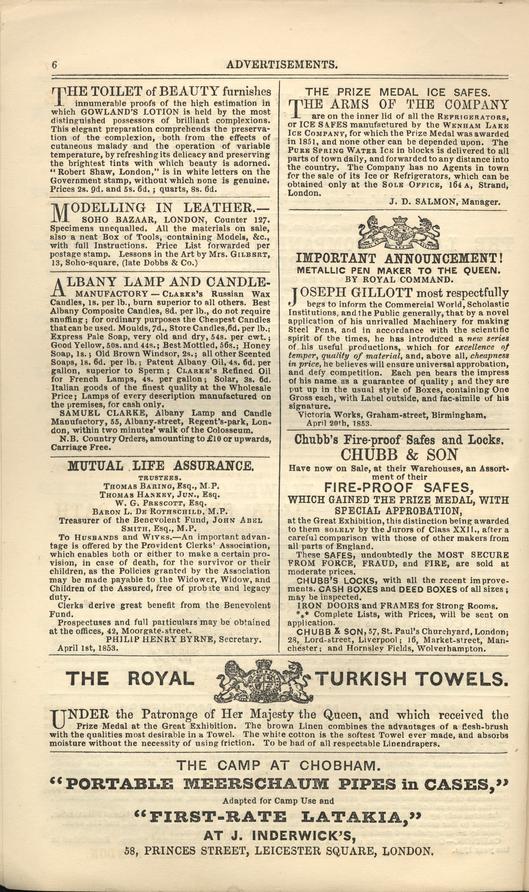 6 ADVERTISEMENTS.
THE TOILET of BEAUTY furnishes
innumerable proofs of the high estimation in
which GOWLAND'S LOTION is held by the most
distinguished possessors of brilliant complexions.
This elegant preparation comprehends the preserva-
tion of the complexion, both from the effects of
cutaneous malady and the operation of variable
temperature, by refreshing its delicacy and preserving
the brightest tints with which beauty is adorned.
"Robert Shaw, London," is in white letters on the
Government stamp, without which none is genuine.
Prices 2s. 9d. and 5s. 6d.; quarts, 8s. 6d.
MODELLING IN LEATHER.—
SOHO BAZAAR, LONDON, Counter 127.
Specimens unequalled. All the materials on sale,
also a neat Box of Tools, containing Models, &c.,
with full Instructions. Price List forwarded per
postage stamp. Lessons in the Art by Mrs. GILBERT,
13, Soho-square, (late Dobbs & Co.)
ALBANY LAMP AND CANDLE-
MANUFACTORY — CLARKE'S Russian Wax
Candles, 1s. per lb., burn superior to all others. Best
Albany Composite Candles, 8d. per lb., do not require
snuffing; for ordinary purposes the Cheapest Candles
that can be used. Moulds, 7d., Store Candles, 6d. per lb.;
Express Pale Soap, very old and dry, 54s. per cwt.;
Good Yellow, 50s. and 44s.; Best Mottled, 56s.; Honey
Soap, 1s.; Old Brown Windsor, 2s.; all other Scented
Soaps, 1s. 6d. per lb.; Patent Albany Oil, 4s. 6d. per
gallon, superior to Sperm; CLARKE'S Refined Oil
for French Lamps, 4s. per gallon; Solar, 3s. 6d.
Italian goods of the finest quality at the Wholesale
Price; Lamps of every description manufactured on
the premises, for cash only.
SAMUEL CLARKE, Albany Lamp and Candle
Manufactory, 55, Albany-street, Regent's-park, Lon-
don, within two minutes' walk of the Colosseum.
N.B. Country Orders, amounting to £10 or upwards,
Carriage Free.
MUTUAL LIFE ASSURANCE.
TRUSTEES.
THOMAS BARING, Esq., M.P.
THOMAS HANKEY, JUN., Esq.
W. G. PRESCOTT, Esq.
BARON L. DE ROTHSCHILD, M.P.
Treasurer of the Benevolent Fund, JOHN ABEL
SMITH, Esq., M.P.
TO HUSBANDS and WIVES.—An important advan-
tage is offered by the Provident Clerks' Association,
which enables both or either to make a certain pro-
vision, in case of death, for the survivor or their
children, as the Policies granted by the Association
may be made payable to the Widower, Widow, and
Children of the Assured, free of probate and legacy
duty.
Clerks derive great benefit from the Benevolent
Fund.
Prospectuses and full particulars may be obtained
at the offices, 42, Moorgate-street.
PHILIP HENRY BYRNE, Secretary.
April 1st, 1853.
THE PRIZE MEDAL ICE SAFES.
THE ARMS OF THE COMPANY
are on the inner lid of all the REFRIGERATORS,
or ICE SAFES manufactured by the WENHAM LAKE
ICE COMPANY, for which the Prize Medal was awarded
in 1851, and none other can be depended upon. The
PURE SPRING WATER ICE in blocks is delivered to all
parts of town daily, and forwarded to any distance into
the country. The Company has no Agents in town
for the sale of its Ice or Refrigerators, which can be
obtained only at the SOLE OFFICE, 164 A, Strand,
London.
J. D. SALMON, Manager.
IMPORTANT ANNOUNCEMENT!
METALLIC PEN MAKER TO THE QUEEN.
BY ROYAL COMMAND.
JOSEPH GILLOTT most respectfully
begs to inform the Commercial World, Scholastic
Institutions, and the Public generally, that by a novel
application of his unrivalled Machinery for making
Steel Pens, and in accordance with the scientific
spirit of the times, he has introduced a new series
of his useful productions, which for excellence of
temper, quality of material, and, above all, cheapness
in price, he believes will ensure universal approbation,
and defy competition. Each pen bears the impress
of his name as a guarantee of quality; and they are
put up in the usual style of Boxes, containing One
Gross each, with Label outside, and fac-simile of his
signature.
Victoria Works, Graham-street, Birmingham,
April 20th, 1853.
Chubb's Fire-proof Safes and Locks.
CHUBB & SON
Have now on Sale, at their Warehouses, an Assort-
ment of their
FIRE-PROOF SAFES,
WHICH GAINED THE PRIZE MEDAL, WITH
SPECIAL APPROVATION,
at the Great Exhibition, this distinction being awarded
to them SOLELY by the Jurors of Class XXII., after a
careful comparison with those of other makers from
all parts of England.
These SAFES, undoubtedly the MOST SECURE
FROM FORCE, FRAUD, and FIRE, are sold at
moderate prices.
CHUBB'S LOCKS, with all the recent improve-
ments. CASH BOXES and DEED BOXES of all sizes;
may be inspected.
IRON DOORS and FRAMES for Strong Rooms.
*** Complete Lists, with Prices, will be sent on
application.
CHUBB & SON, 57, St. Paul's Churchyard, London;
28, Lord-street, Liverpool; 16, Market-street, Man-
chester; and Hornsley Fields, Wolverhampton.
THE ROYAL TURKISH TOWELS.
UNDER the Patronage of Her Majesty the Queen, and which received the
Prize Medal at the Great Exhibition. The brown Linen combines the advantages of a flesh-brush
with the qualities most desirable in a Towel. The white cotton is the softest Towel ever made, and absorbs
moisture without the necessity of using friction. To be had of all respectable Linendrapers.
THE CAMP AT CHOBHAM.
"PORTABLE MEERSCHAUM PIPES in CASES,"
Adapted for Camp Use and
"FIRST-RATE LATAKIA,"
AT J. INDERWICK'S,
58, PRINCES STREET, LEICESTER SQUARE, LONDON.